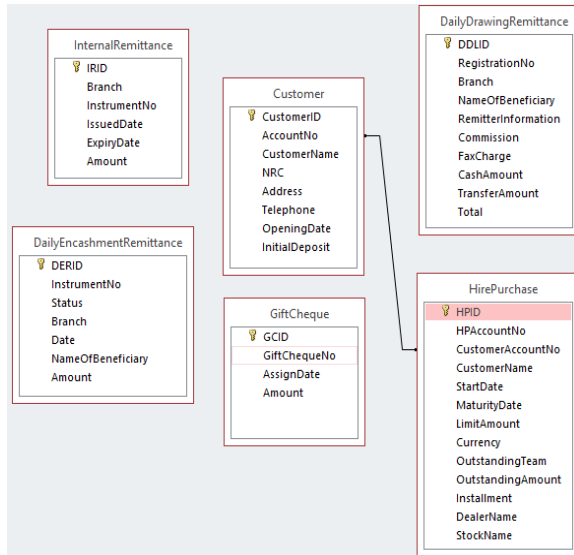 InternalRemittance
IRID
Branch
InstrumentNo
IssuedDate
ExpiryDate
Amount
Customer
CustomerID
AccountNo
CustomerName
NRC
Address
Telephone
OpeningDate
InitialDeposit
DailyDrawingRemittance
DDLID
RegistrationNo
Branch
NameOfBeneficiary
RemitterInformation
Commission
FaxCharge
CashAmount
TransferAmount
Total
DailyEncashmentRemittance
DERID
InstrumentNo
Status
Branch
Date
NameOfBeneficiary
Amount
GiftCheque
GCID
GiftChequeNo
AssignDate
Amount
HirePurchase
HPID
HPAccountNo
CustomerAccountNo
CustomerName
StartDate
MaturityDate
LimitAmount
Currency
OutstandingTeam
OutstandingAmount
Installment
DealerName
StockName